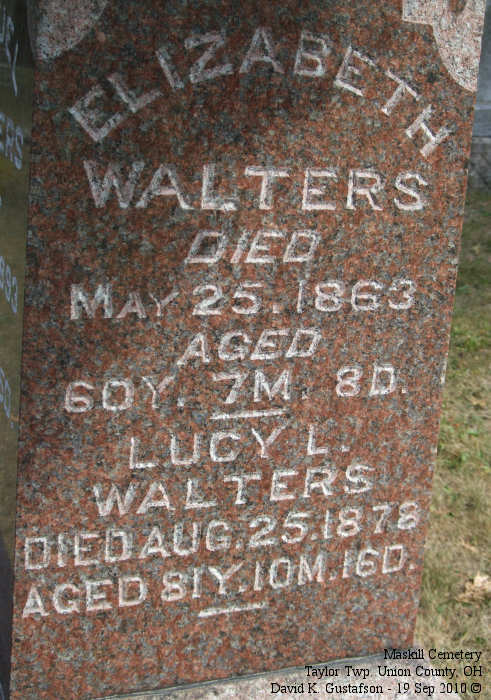 ELIZABETH
WALTERS
DIED
MAY 25. 1863
AGED
60Y. 7M. 8D.
LUCY L.
WALTERS
DIED AUG. 25. 1878
AGED 81Y. 10M. 16D.
Maskill Cemetery
Taylor Twp. Union County, OH
David K. Gustafson - 19 Sep 2010 ©